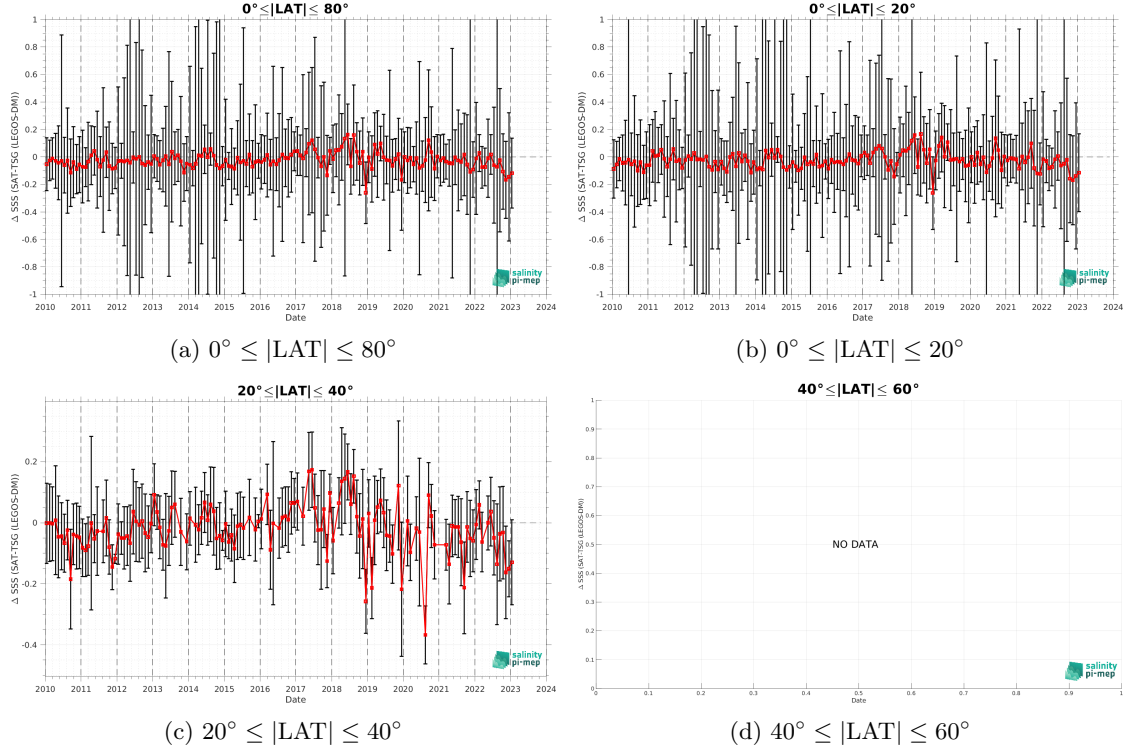 0°≤|LAT|≤ 80°
Δ SSS (SAT-TSG (LEGOS-DM))
1
0.8
0.6
0.4
0.2
0
-0.2
-0.4
-0.6
-0.8
-1
2010 2011 2012 2013 2014 2015 2016 2017 2018 2019 2020 2021 2022 2023 2024
Date
salinity
pi-mep
(a) 0° ≤ |LAT| ≤ 80°
0°≤|LAT|≤ 20°
Δ SSS (SAT-TSG (LEGOS-DM))
1
0.8
0.6
0.4
0.2
0
-0.2
-0.4
-0.6
-0.8
-1
2010 2011 2012 2013 2014 2015 2016 2017 2018 2019 2020 2021 2022 2023 2024
Date
salinity
pi-mep
(b) 0° ≤ |LAT| ≤ 20°
20°≤|LAT|≤ 40°
Δ SSS (SAT-TSG (LEGOS-DM))
0.2
0
-0.2
-0.4
2010 2011 2012 2013 2014 2015 2016 2017 2018 2019 2020 2021 2022 2023 2024
Date
salinity
pi-mep
(c) 20° ≤ |LAT| ≤ 40°
40°≤|LAT|≤ 60°
Δ SSS (SAT-TSG (LEGOS-DM))
1
0.9
0.8
0.7
0.6
0.5
0.4
0.3
0.2
0.1
0
NO DATA
0 0.1 0.2 0.3 0.4 0.5 0.6 0.7 0.8 0.9 1
Date
salinity
pi-mep
(d) 40° ≤ |LAT| ≤ 60°